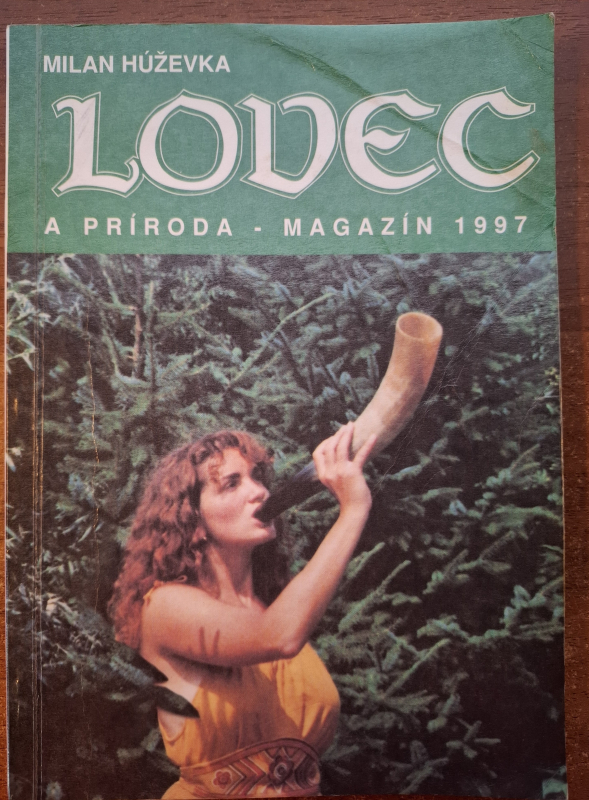 MILAN HÚŽEVKA
LOVEC
A PRÍRODA - MAGAZÍN 1997